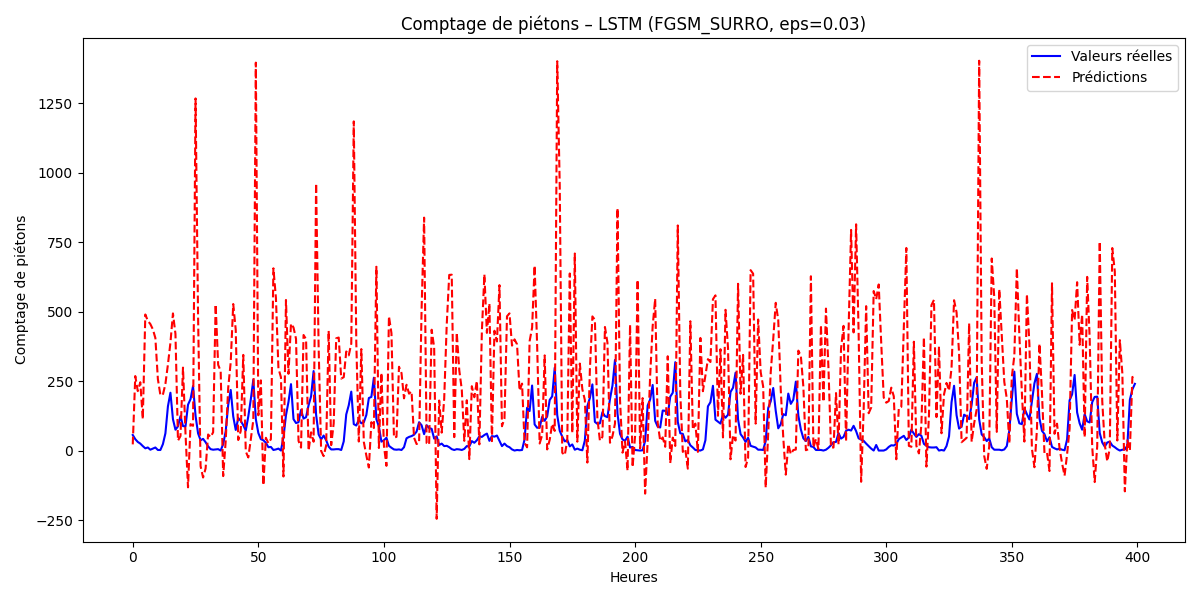 Comptage de piétons – LSTM (FGSM_SURRO, eps=0.03)
Valeurs réelles
Prédictions
Comptage de piétons
1250
1000
750
500
250
0
−250
0 50 100 150 200 250 300 350 400
Heures